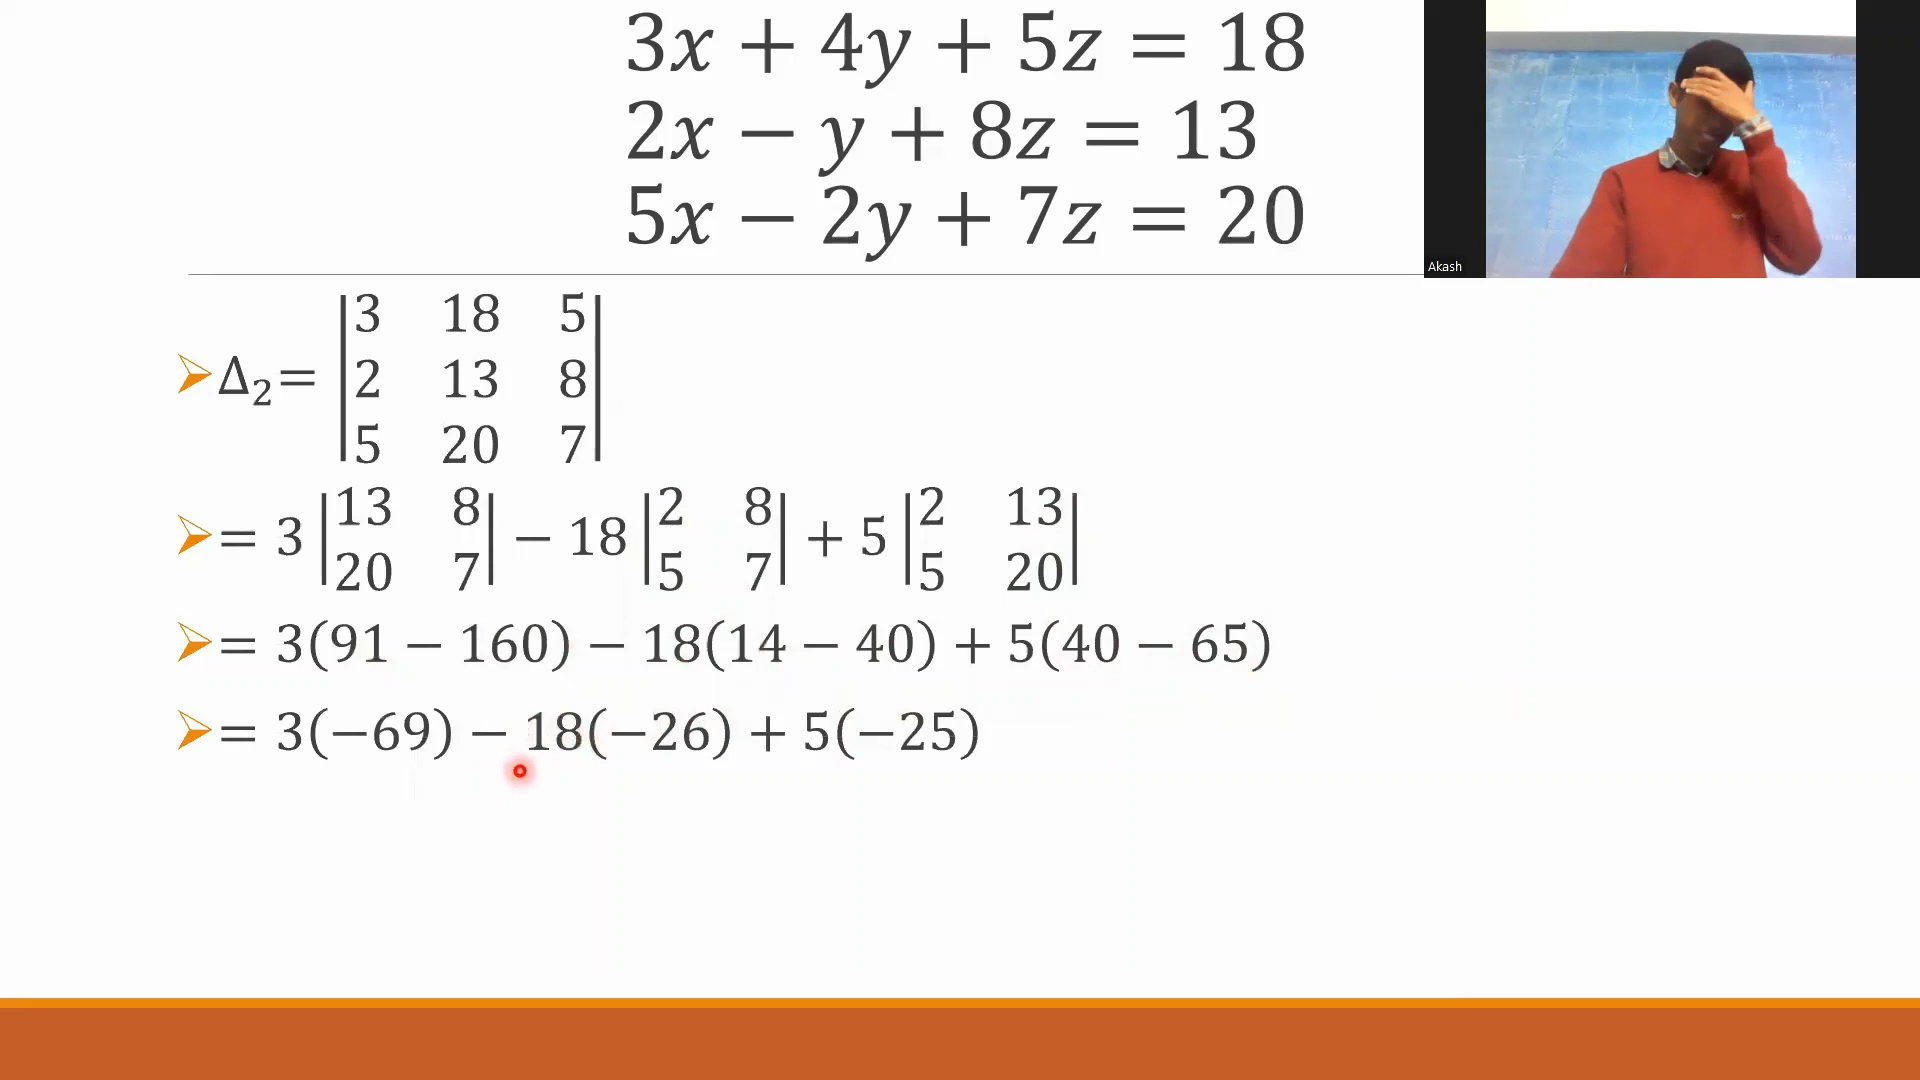 3x + 4y + 5z = 18
2x − y + 8z = 13
5x − 2y + 7z = 20
Akash
Δ₂= |3 18 5|
|2 13 8|
|5 20 7|
= 3 |13 8| − 18 |2 8| + 5 |2 13|
|20 7| |5 7| |5 20|
= 3(91 − 160) − 18(14 − 40) + 5(40 − 65)
= 3(−69) − 18(−26) + 5(−25)